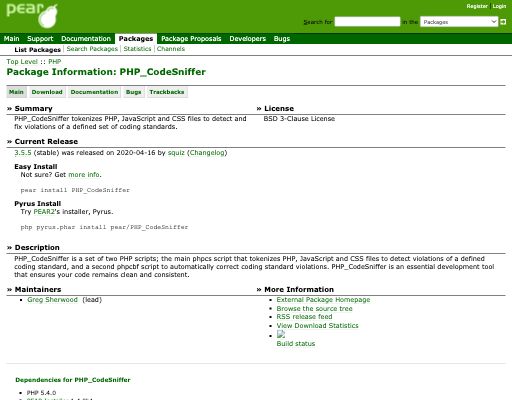 pear
Register | Login
Search for in the Packages
Main Support Documentation Packages Package Proposals Developers Bugs
List Packages | Search Packages | Statistics | Channels
Top Level :: PHP
Package Information: PHP_CodeSniffer
Main Download Documentation Bugs Trackbacks
» Summary
PHP_CodeSniffer tokenizes PHP, JavaScript and CSS files to detect and
fix violations of a defined set of coding standards.
» License
BSD 3-Clause License
» Current Release
3.5.5 (stable) was released on 2020-04-16 by squiz (Changelog)
Easy Install
Not sure? Get more info.
pear install PHP_CodeSniffer
Pyrus Install
Try PEAR2's installer, Pyrus.
php pyrus.phar install pear/PHP_CodeSniffer
» Description
PHP_CodeSniffer is a set of two PHP scripts; the main phpcs script that tokenizes PHP, JavaScript and CSS files to detect violations of a defined
coding standard, and a second phpcbf script to automatically correct coding standard violations. PHP_CodeSniffer is an essential development tool
that ensures your code remains clean and consistent.
» Maintainers
• Greg Sherwood (lead)
» More Information
• External Package Homepage
• Browse the source tree
• RSS release feed
• View Download Statistics
• Build status
Dependencies for PHP_CodeSniffer
• PHP 5.4.0